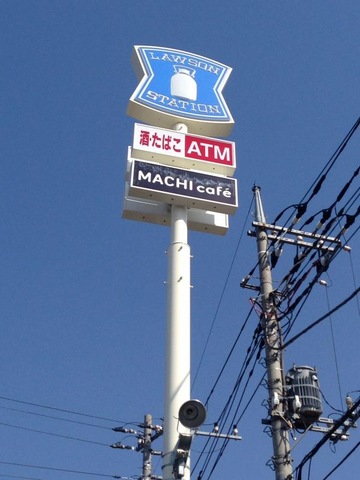 LAWSON
STATION
酒・たばこ ATM
MACHI café